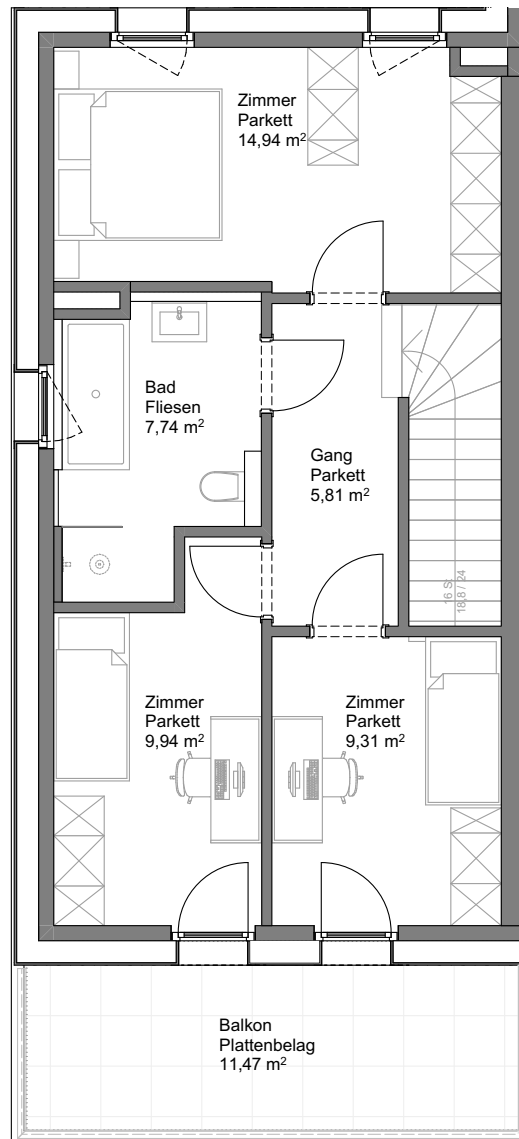 Zimmer
Parkett
14,94 m²
Bad
Fliesen
7,74 m²
Gang
Parkett
5,81 m²
16 S:
18,8 / 24
Zimmer
Parkett
9,94 m²
Zimmer
Parkett
9,31 m²
Balkon
Plattenbelag
11,47 m²